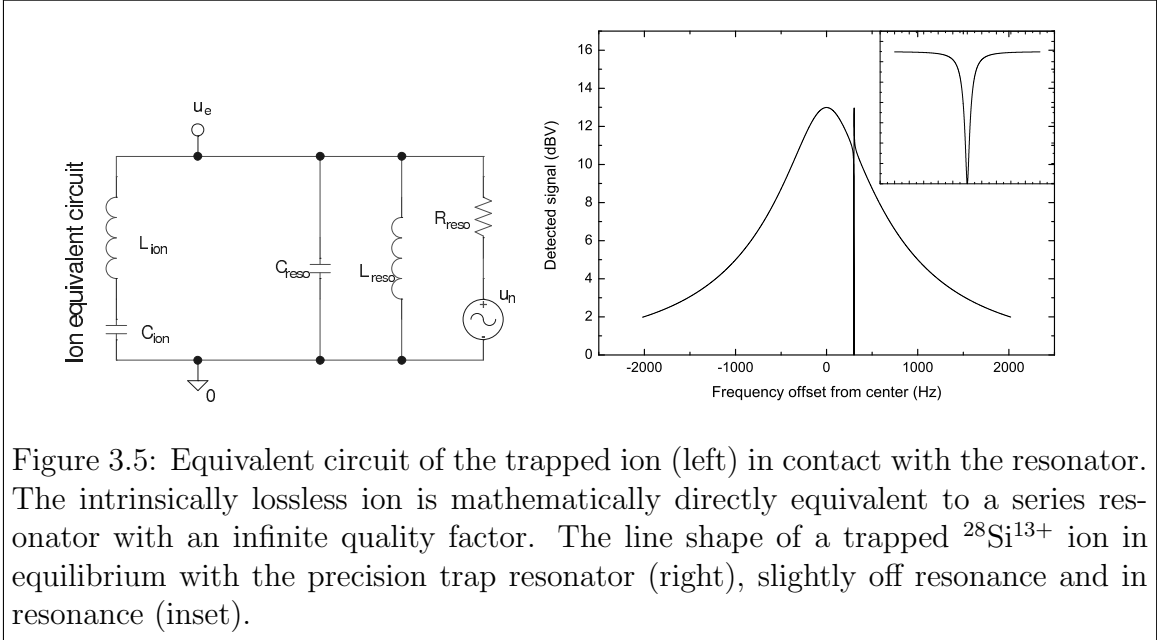 Ion equivalent circuit
u_e
L_ion
C_ion
C_reso
L_reso
R_reso
u_n
+
-
0
Detected signal (dBV)
16
14
12
10
8
6
4
2
0
-2000 -1000 0 1000 2000
Frequency offset from center (Hz)
Figure 3.5: Equivalent circuit of the trapped ion (left) in contact with the resonator.
The intrinsically lossless ion is mathematically directly equivalent to a series res-
onator with an infinite quality factor. The line shape of a trapped ²⁸Si¹³⁺ ion in
equilibrium with the precision trap resonator (right), slightly off resonance and in
resonance (inset).